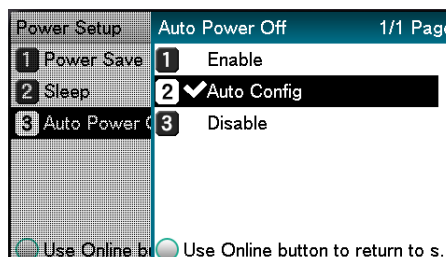 Power Setup
1 Power Save
2 Sleep
3 Auto Power
Use Online
Auto Power Off 1/1 Page
1 Enable
2 Auto Config
3 Disable
Use Online button to return to s.